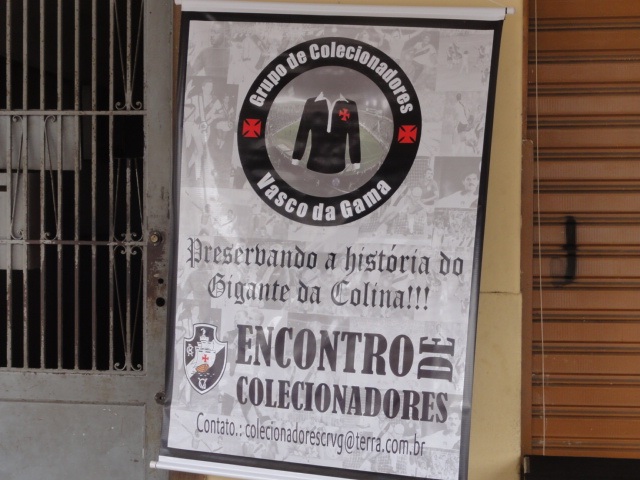 Grupo de Colecionadores
Vasco da Gama
Preservando a história do
Gigante da Colina!!!
ENCONTRO DE
COLECIONADORES
Contato.: colecionadorescrvg@terra.com.br